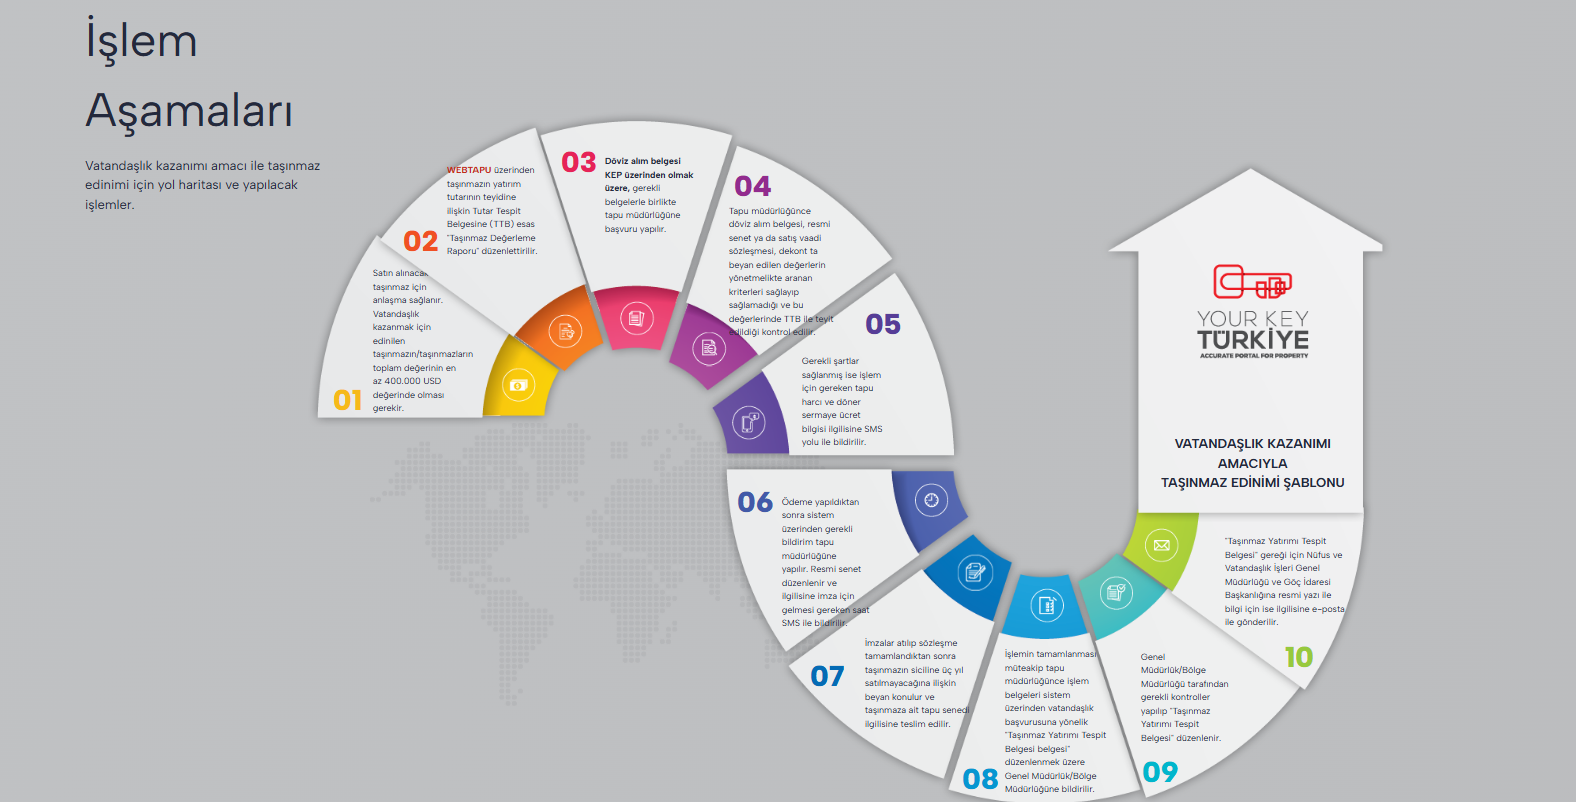 İşlem
Aşamaları
Vatandaşlık kazanımı amacı ile taşınmaz
edinimi için yol haritası ve yapılacak
işlemler.
01
Satın alınacak
taşınmaz için
anlaşma sağlanır.
Vatandaşlık
kazanmak için
edinilen
taşınmazın/taşınmazların
toplam değerinin en
az 400.000 USD
değerinde olması
gerekir.
02
WEBTAPU üzerinden
taşınmazın yatırım
tutarının teyidine
ilişkin Tutar Tespit
Belgesine (TTB) esas
"Taşınmaz Değerleme
Raporu" düzenlettirilir.
03
Döviz alım belgesi
KEP üzerinden olmak
üzere, gerekli
belgelerle birlikte
tapu müdürlüğüne
başvuru yapılır.
04
Tapu müdürlüğünce
döviz alım belgesi, resmi
senet ya da satış vaadi
sözleşmesi, dekont ta
beyan edilen değerlerin
yönetmelikte aranan
kriterleri sağlayıp
sağlamadığı ve bu
değerlerinde TTB ile teyit
edildiği kontrol edilir.
05
Gerekli şartlar
sağlanmış ise işlem
için gereken tapu
harcı ve döner
sermaye ücret
bilgisi ilgilisine SMS
yolu ile bildirilir.
06
Ödeme yapıldıktan
sonra sistem
üzerinden gerekli
bildirim tapu
müdürlüğüne
yapılır. Resmi senet
düzenlenir ve
ilgilisine imza için
gelmesi gereken saat
SMS ile bildirilir.
07
İmzalar atılıp sözleşme
tamamlandıktan sonra
taşınmazın siciline üç yıl
satılmayacağına ilişkin
beyan konulur ve
taşınmaza ait tapu senedi
ilgilisine teslim edilir.
08
İşlemin tamamlanması
müteakip tapu
müdürlüğünce işlem
belgeleri sistem
üzerinden vatandaşlık
başvurusuna yönelik
"Taşınmaz Yatırımı Tespit
Belgesi belgesi"
düzenlenmek üzere
Genel Müdürlük/Bölge
Müdürlüğüne bildirilir.
09
Genel
Müdürlük/Bölge
Müdürlüğü tarafından
gerekli kontroller
yapılıp "Taşınmaz
Yatırımı Tespit
Belgesi" düzenlenir.
10
"Taşınmaz Yatırımı Tespit
Belgesi" gereği için Nüfus ve
Vatandaşlık İşleri Genel
Müdürlüğü ve Göç İdaresi
Başkanlığına resmi yazı ile
bilgi için ise ilgilisine e-posta
ile gönderilir.
YOUR KEY
TÜRKİYE
ACCURATE PORTAL FOR PROPERTY
VATANDAŞLIK KAZANIMI
AMACIYLA
TAŞINMAZ EDİNİMİ ŞABLONU